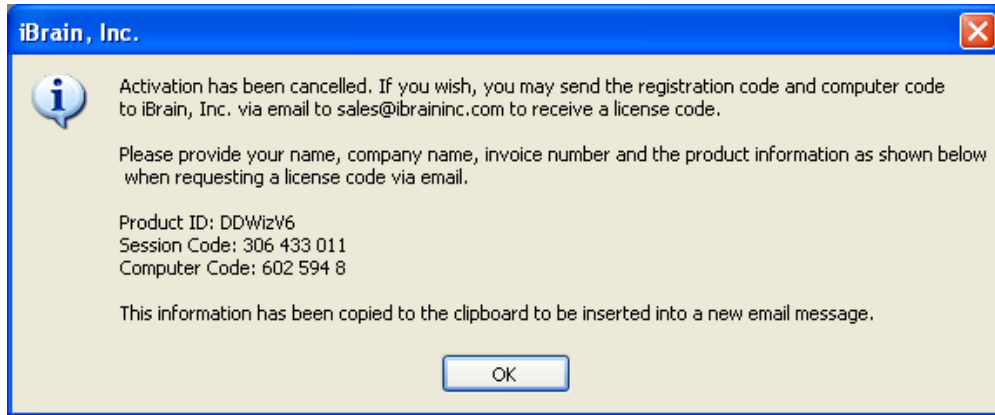 iBrain, Inc.
Activation has been cancelled. If you wish, you may send the registration code and computer code
to iBrain, Inc. via email to sales@ibraininc.com to receive a license code.
Please provide your name, company name, invoice number and the product information as shown below
when requesting a license code via email.
Product ID: DDWizV6
Session Code: 306 433 011
Computer Code: 602 594 8
This information has been copied to the clipboard to be inserted into a new email message.
OK